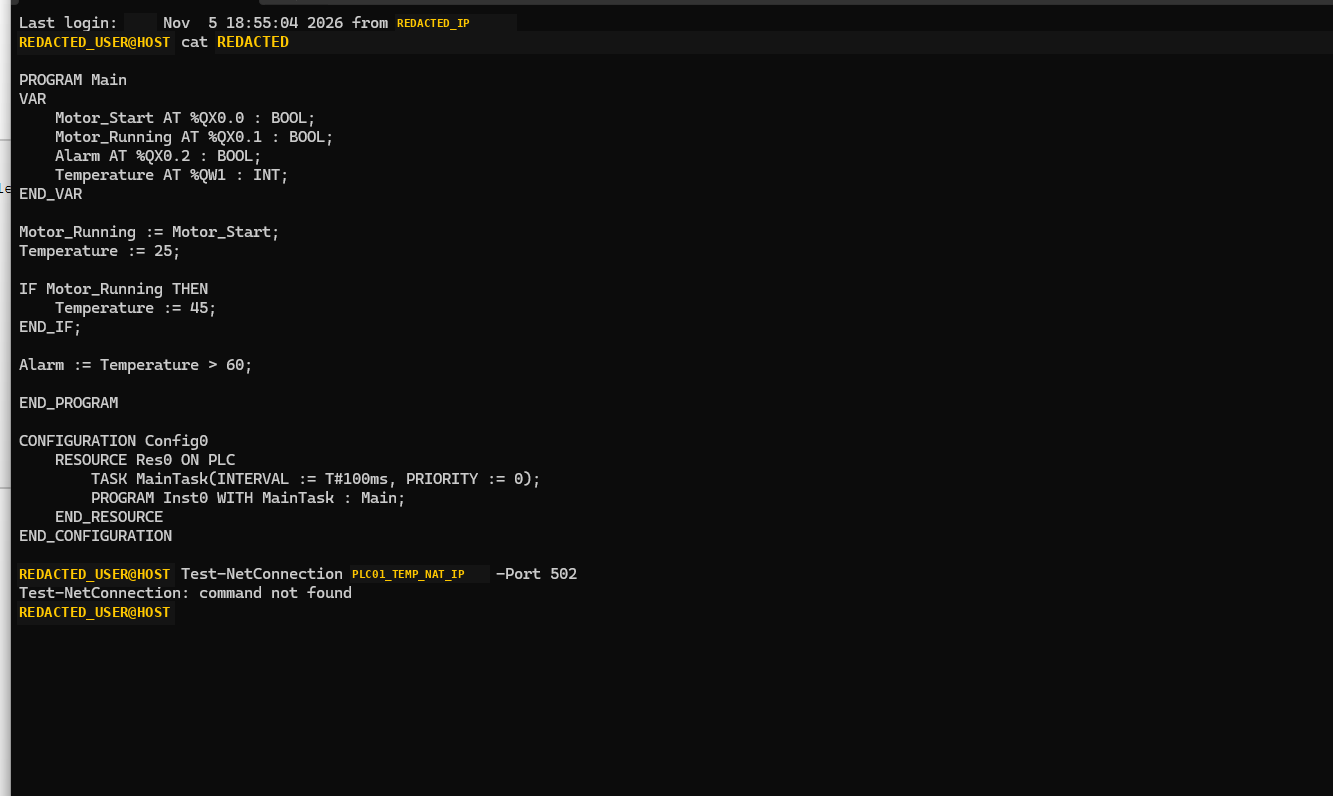 Last login: Nov  5 18:55:04 2026 from REDACTED_IP
REDACTED_USER@HOST cat REDACTED
PROGRAM Main
VAR
    Motor_Start AT %QX0.0 : BOOL;
    Motor_Running AT %QX0.1 : BOOL;
    Alarm AT %QX0.2 : BOOL;
    Temperature AT %QW1 : INT;
END_VAR
Motor_Running := Motor_Start;
Temperature := 25;
IF Motor_Running THEN
    Temperature := 45;
END_IF;
Alarm := Temperature > 60;
END_PROGRAM
CONFIGURATION Config0
    RESOURCE Res0 ON PLC
        TASK MainTask(INTERVAL := T#100ms, PRIORITY := 0);
        PROGRAM Inst0 WITH MainTask : Main;
    END_RESOURCE
END_CONFIGURATION
REDACTED_USER@HOST Test-NetConnection PLC01_TEMP_NAT_IP -Port 502
Test-NetConnection: command not found
REDACTED_USER@HOST